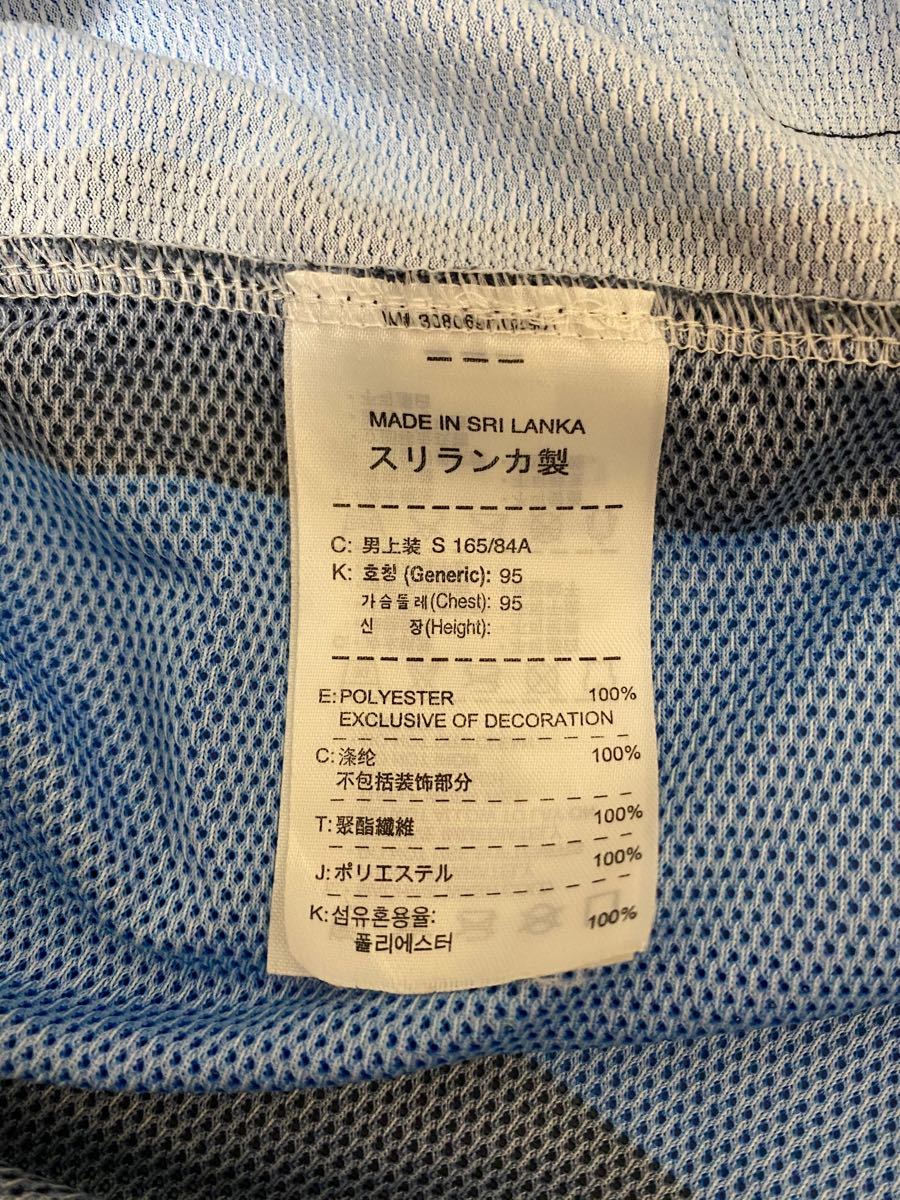 MADE IN SRI LANKA
スリランカ製
C: 男上装 S 165/84A
K: 호칭 (Generic): 95
가슴둘레(Chest): 95
신 장(Height):
E: POLYESTER 100%
EXCLUSIVE OF DECORATION
C: 涤纶 100%
不包括装饰部分
T: 聚酯纖維 100%
J: ポリエステル 100%
K: 섬유혼용율: 100%
폴리에스터